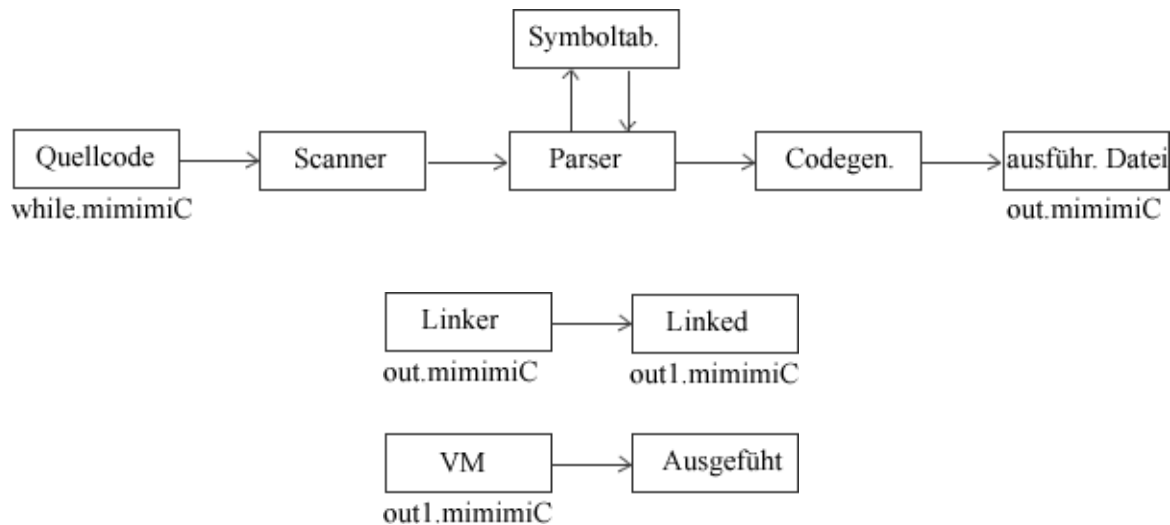 Symboltab.
Quellcode
Scanner
Parser
Codegen.
ausführ. Datei
while.mimimiC
out.mimimiC
Linker
Linked
out.mimimiC
out1.mimimiC
VM
Ausgefüht
out1.mimimiC